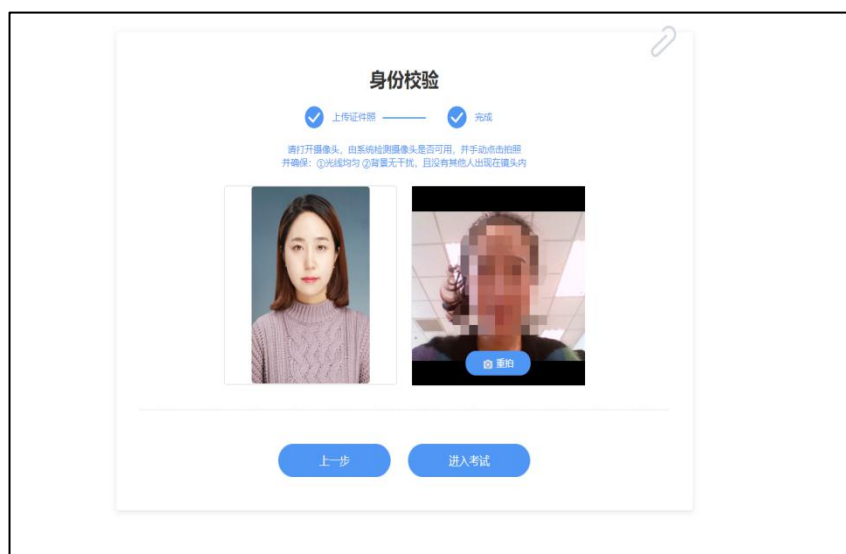 身份校验
上传证件照 完成
请打开摄像头，由系统检测摄像头是否可用，并手动点击拍照
并确保：①光线均匀 ②背景无干扰，且没有其他人出现在镜头内
重拍
上一步 进入考试